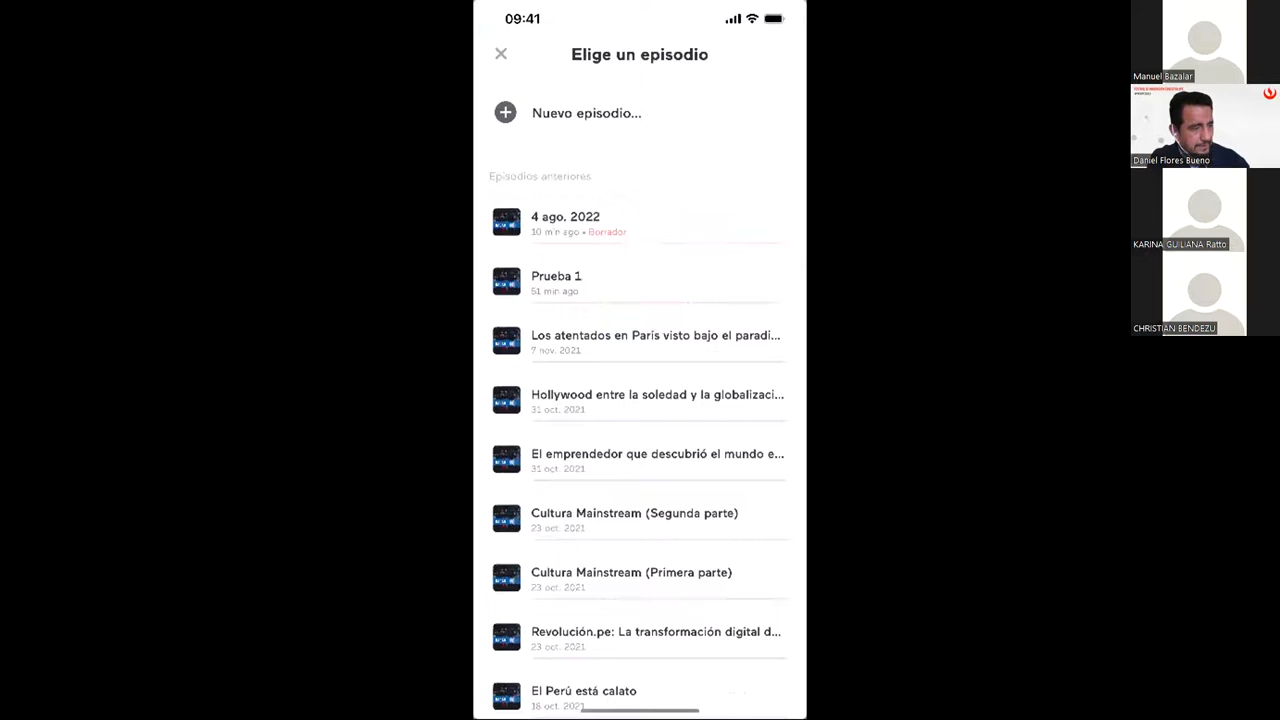 09:41
Elige un episodio
Nuevo episodio...
Episodios anteriores
4 ago. 2022
10 min ago • Borrador
Prueba 1
51 min ago
Los atentados en París visto bajo el paradi...
7 nov. 2021
Hollywood entre la soledad y la globalizaci...
31 oct. 2021
El emprendedor que descubrió el mundo e...
31 oct. 2021
Cultura Mainstream (Segunda parte)
23 oct. 2021
Cultura Mainstream (Primera parte)
23 oct. 2021
Revolución.pe: La transformación digital d...
23 oct. 2021
El Perú está calato
18 oct. 2021
Manuel Bazalar
Daniel Flores Bueno
KARINA GUILIANA Ratto
CHRISTIAN BENDEZU